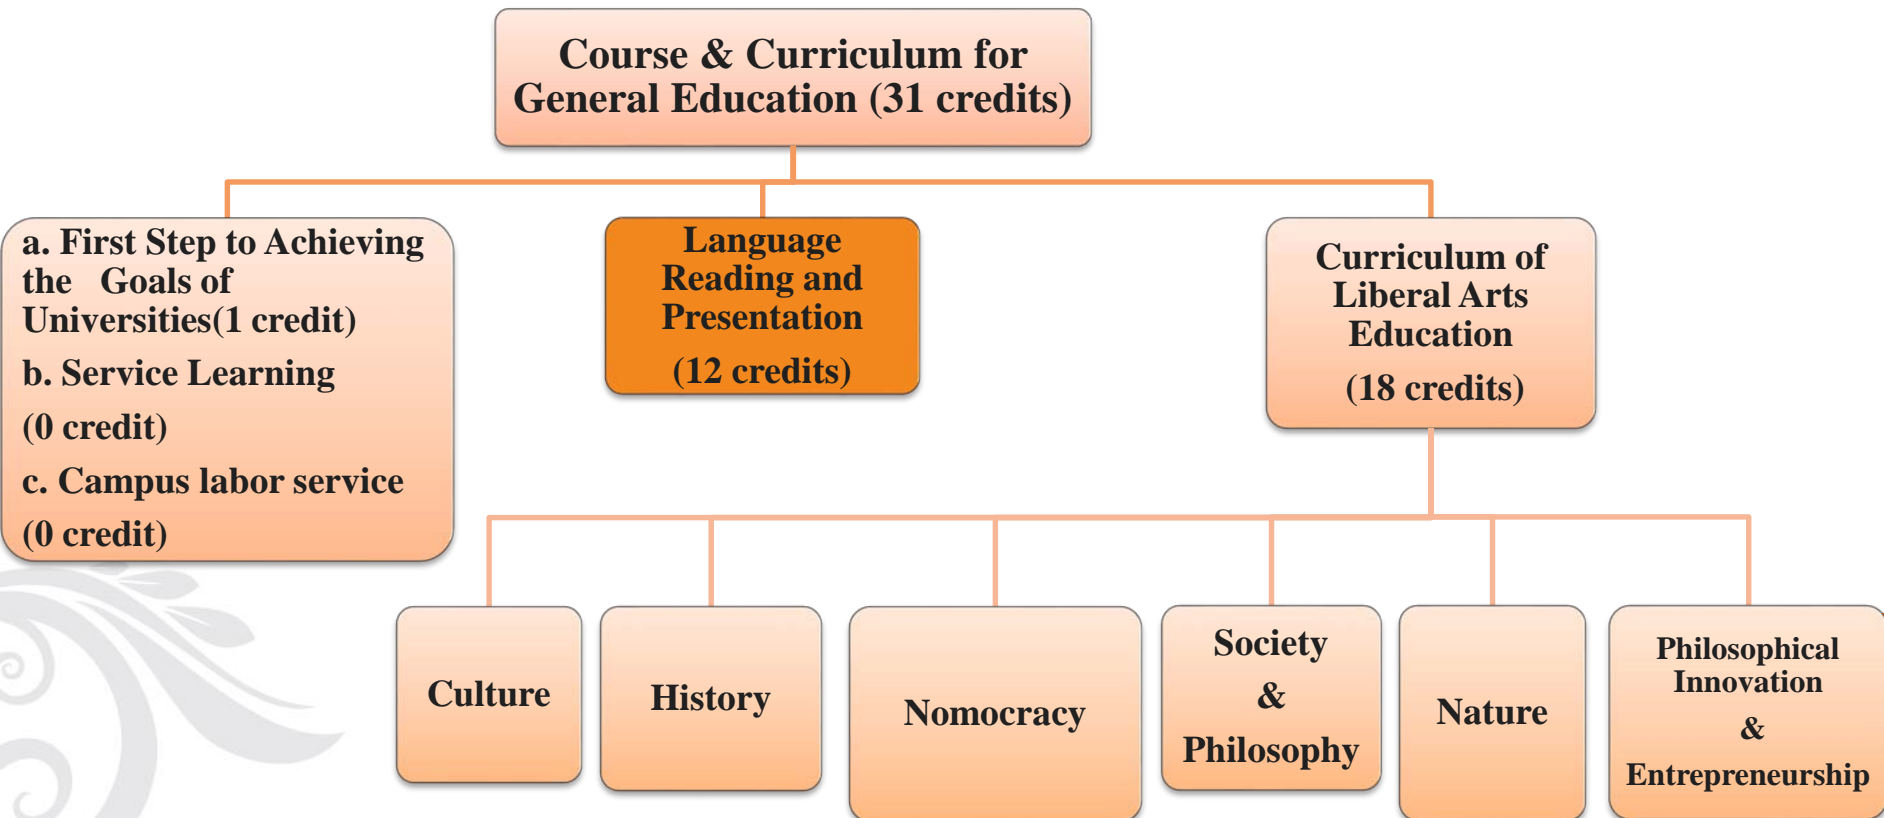 Course & Curriculum for
General Education (31 credits)
a. First Step to Achieving
the Goals of
Universities(1 credit)
b. Service Learning
(0 credit)
c. Campus labor service
(0 credit)
Language
Reading and
Presentation
(12 credits)
Curriculum of
Liberal Arts
Education
(18 credits)
Culture
History
Nomocracy
Society
&
Philosophy
Nature
Philosophical
Innovation
&
Entrepreneurship